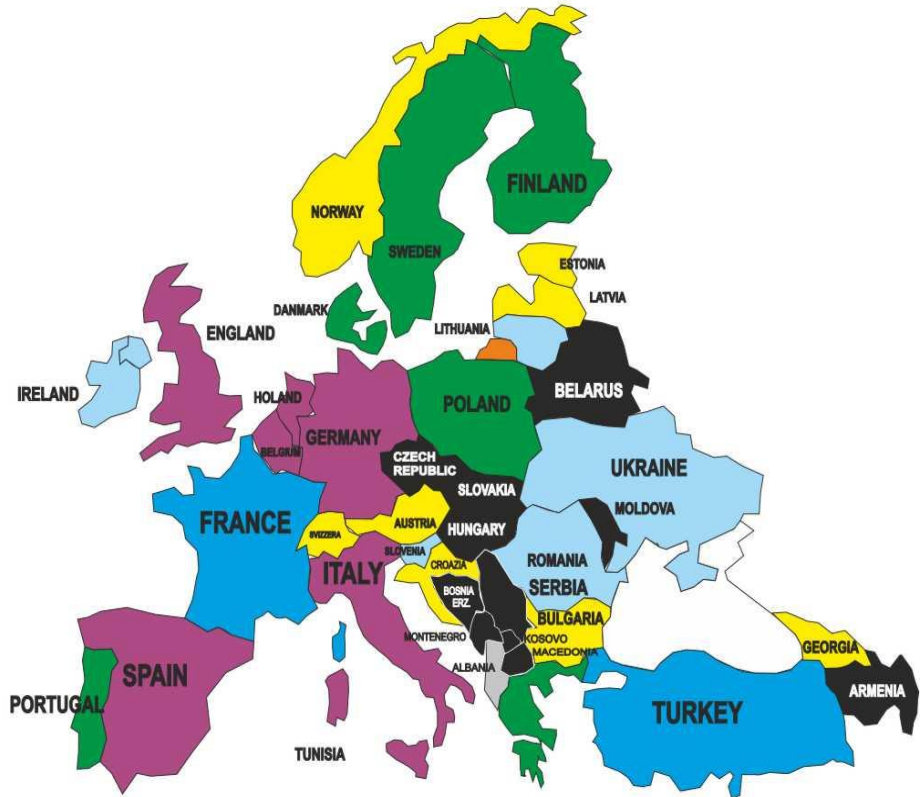 FINLAND
NORWAY
SWEDEN
ESTONIA
LATVIA
DANMARK
LITHUANIA
ENGLAND
BELARUS
IRELAND
HOLAND
POLAND
GERMANY
BELGIUM
CZECH
REPUBLIC
UKRAINE
SLOVAKIA
MOLDOVA
FRANCE
AUSTRIA
HUNGARY
SVIZZERA
SLOVENIA
ROMANIA
CROAZIA
ITALY
SERBIA
BOSNIA
ERZ.
BULGARIA
MONTENEGRO
KOSOVO
MACEDONIA
GEORGIA
ALBANIA
SPAIN
ARMENIA
PORTUGAL
TURKEY
TUNISIA